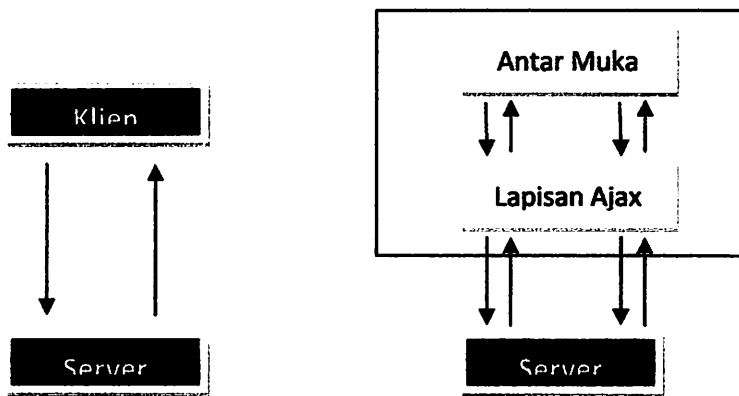 Klien
Server
Antar Muka
Lapisan Ajax
Server